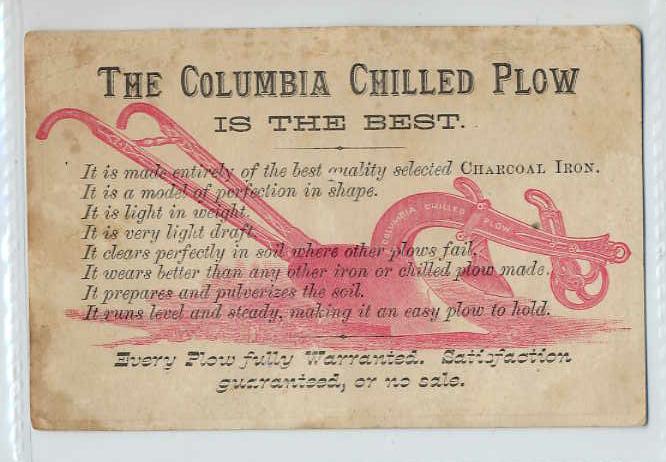 THE COLUMBIA CHILLED PLOW
IS THE BEST.
It is made entirely of the best quality selected CHARCOAL IRON.
It is a model of perfection in shape.
It is light in weight.
It is very light draft.
It clears perfectly in soil where other plows fail.
It wears better than any other iron or chilled plow made.
It prepares and pulverizes the soil.
It runs level and steady, making it an easy plow to hold.
COLUMBIA CHILLED PLOW
Every Plow fully Warranted. Satisfaction
guaranteed, or no sale.